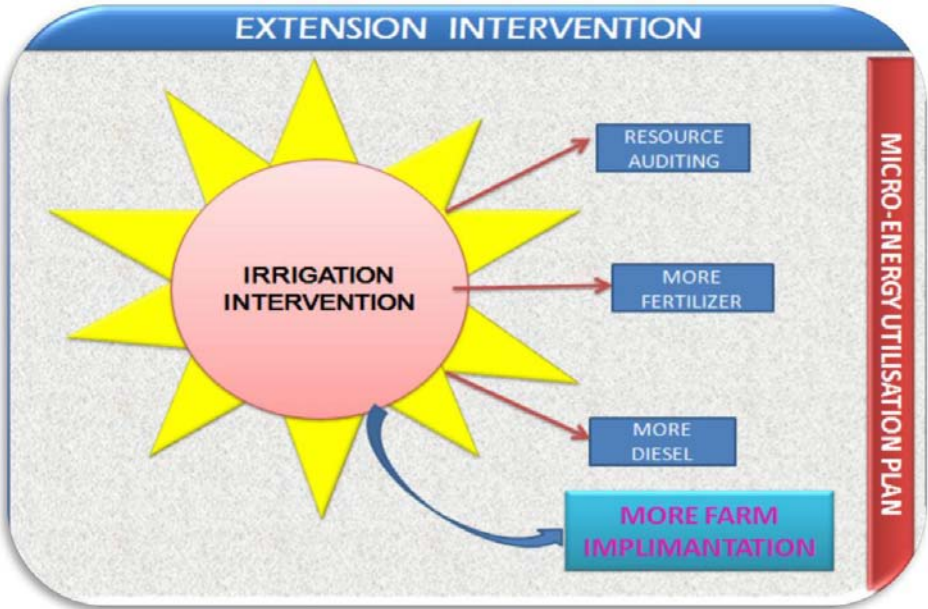 EXTENSION INTERVENTION
RESOURCE
AUDITING
IRRIGATION
INTERVENTION
MORE
FERTILIZER
MORE
DIESEL
MORE FARM
IMPLIMANTATION
MICRO-ENERGY UTILISATION PLAN